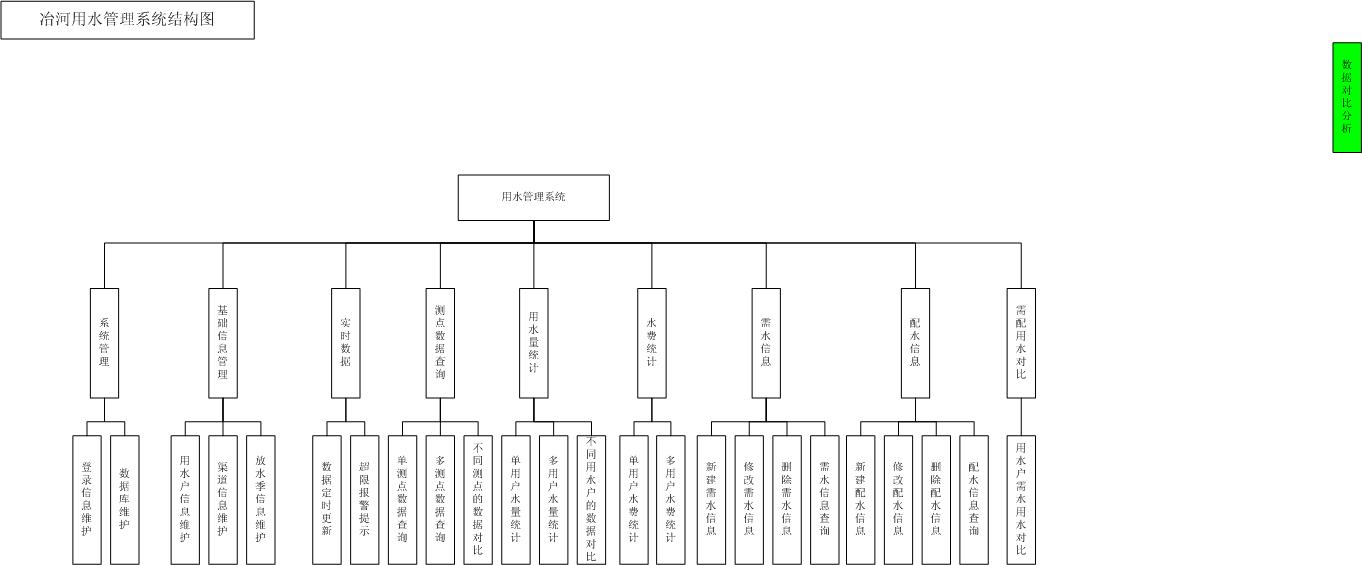 冶河用水管理系统结构图
数据对比分析
用水管理系统
系统管理
基础信息管理
实时数据
测点数据查询
用水量统计
水费统计
需水信息
配水信息
需配用水对比
登录信息维护
数据库维护
用水户信息维护
渠道信息维护
放水季信息维护
数据定时更新
超限报警提示
单测点数据查询
多测点数据查询
不同测点的数据对比
单用户水量统计
多用户水量统计
不同用水户的数据对比
单用户水费统计
多用户水费统计
新建需水信息
修改需水信息
删除需水信息
需水信息查询
新建配水信息
修改配水信息
删除配水信息
配水信息查询
用水户需水用水对比